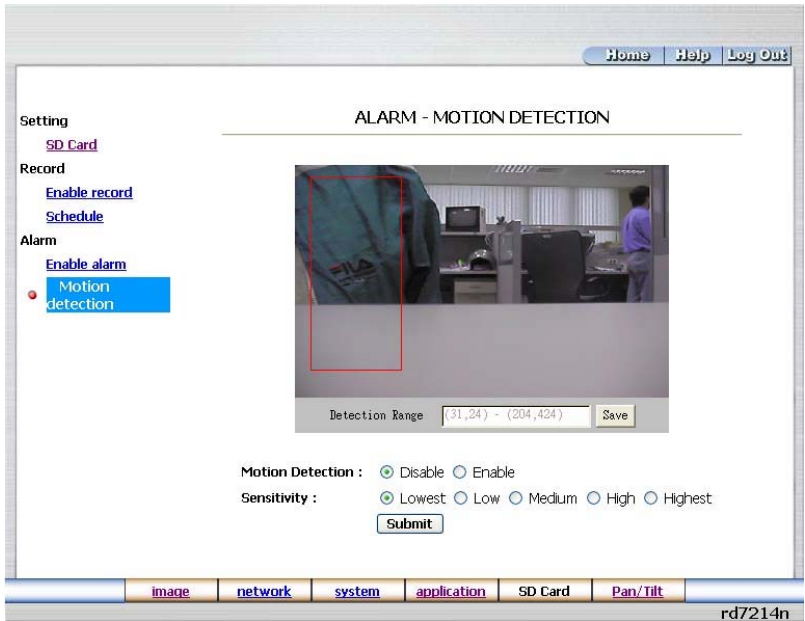 Home Help Log Out
ALARM - MOTION DETECTION
Setting
SD Card
Record
Enable record
Schedule
Alarm
Enable alarm
Motion
detection
FILA
Detection Range (31,24) - (204,424) Save
Motion Detection : Disable Enable
Sensitivity : Lowest Low Medium High Highest
Submit
image network system application SD Card Pan/Tilt
rd7214n